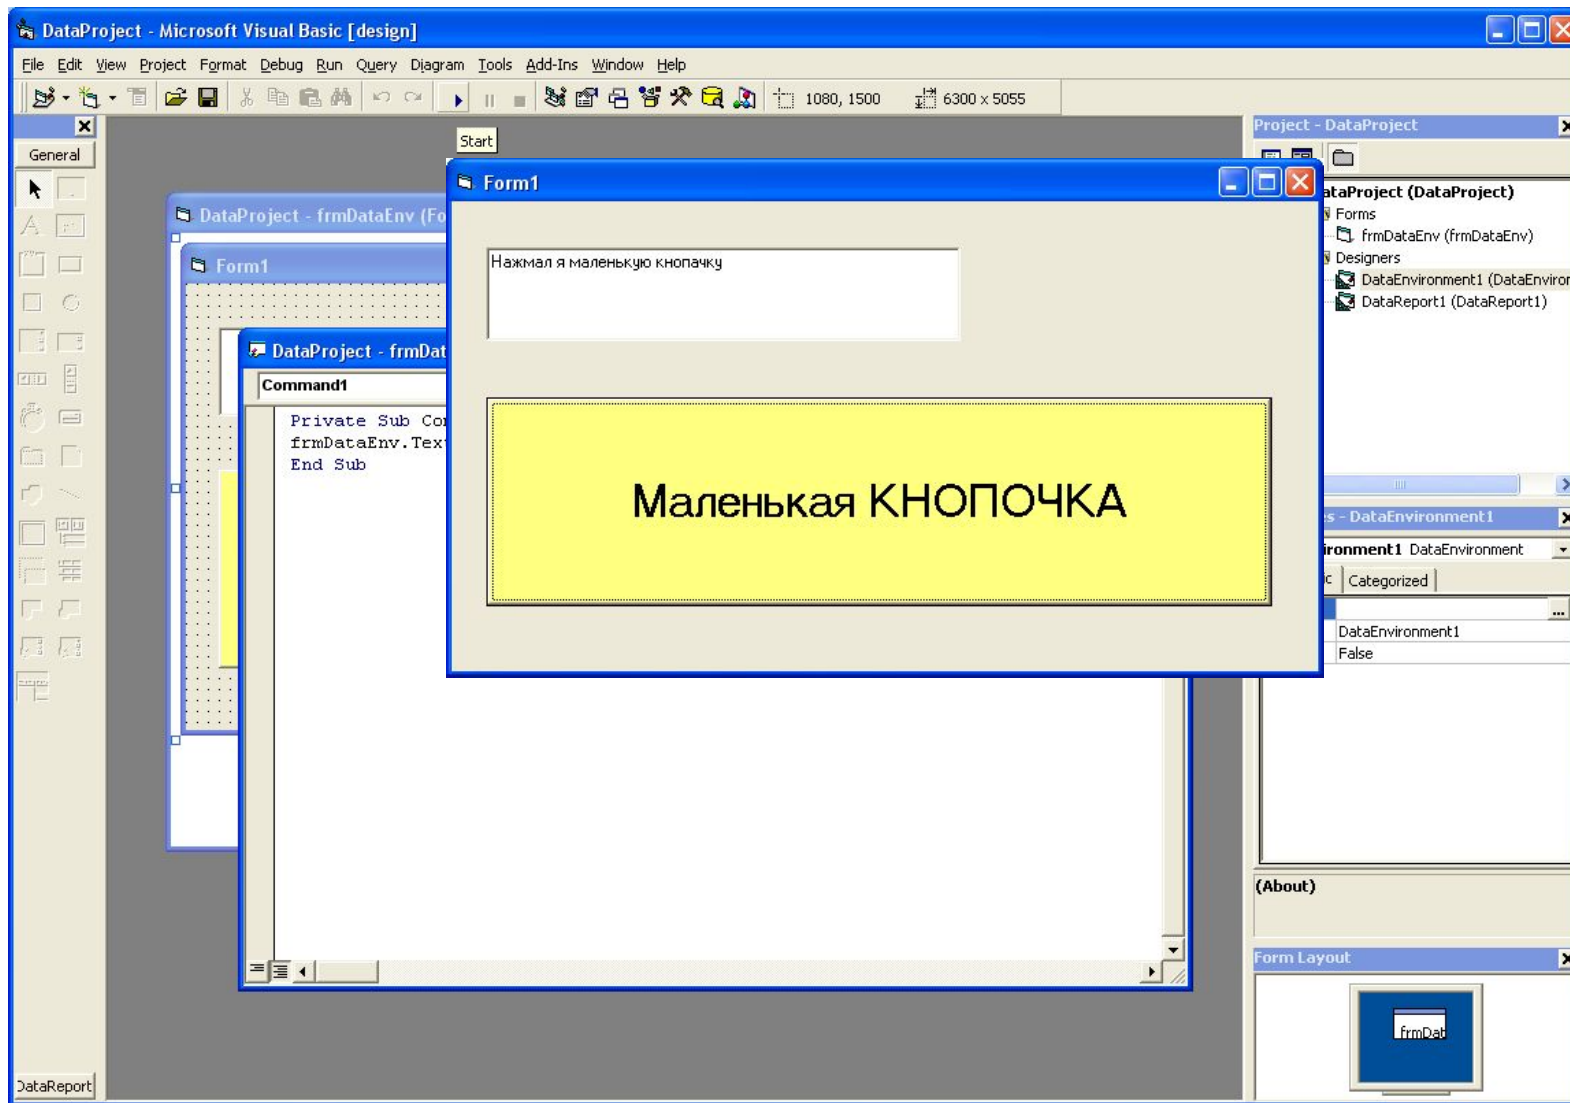 DataProject - Microsoft Visual Basic [design]
File Edit View Project Format Debug Run Query Diagram Tools Add-Ins Window Help
1080, 1500 6300 x 5055
Start
General
DataProject - frmDataEnv (Fo
Form1
DataProject - frmDat
Command1
Private Sub Co
frmDataEnv.Tex
End Sub
Form1
Нажмал я маленькую кнопачку
Маленькая КНОПОЧКА
Project - DataProject
ataProject (DataProject)
Forms
frmDataEnv (frmDataEnv)
Designers
DataEnvironment1 (DataEnviron
DataReport1 (DataReport1)
s - DataEnvironment1
ironment1 DataEnvironment
c Categorized
...
DataEnvironment1
False
(About)
Form Layout
frmDat
DataReport